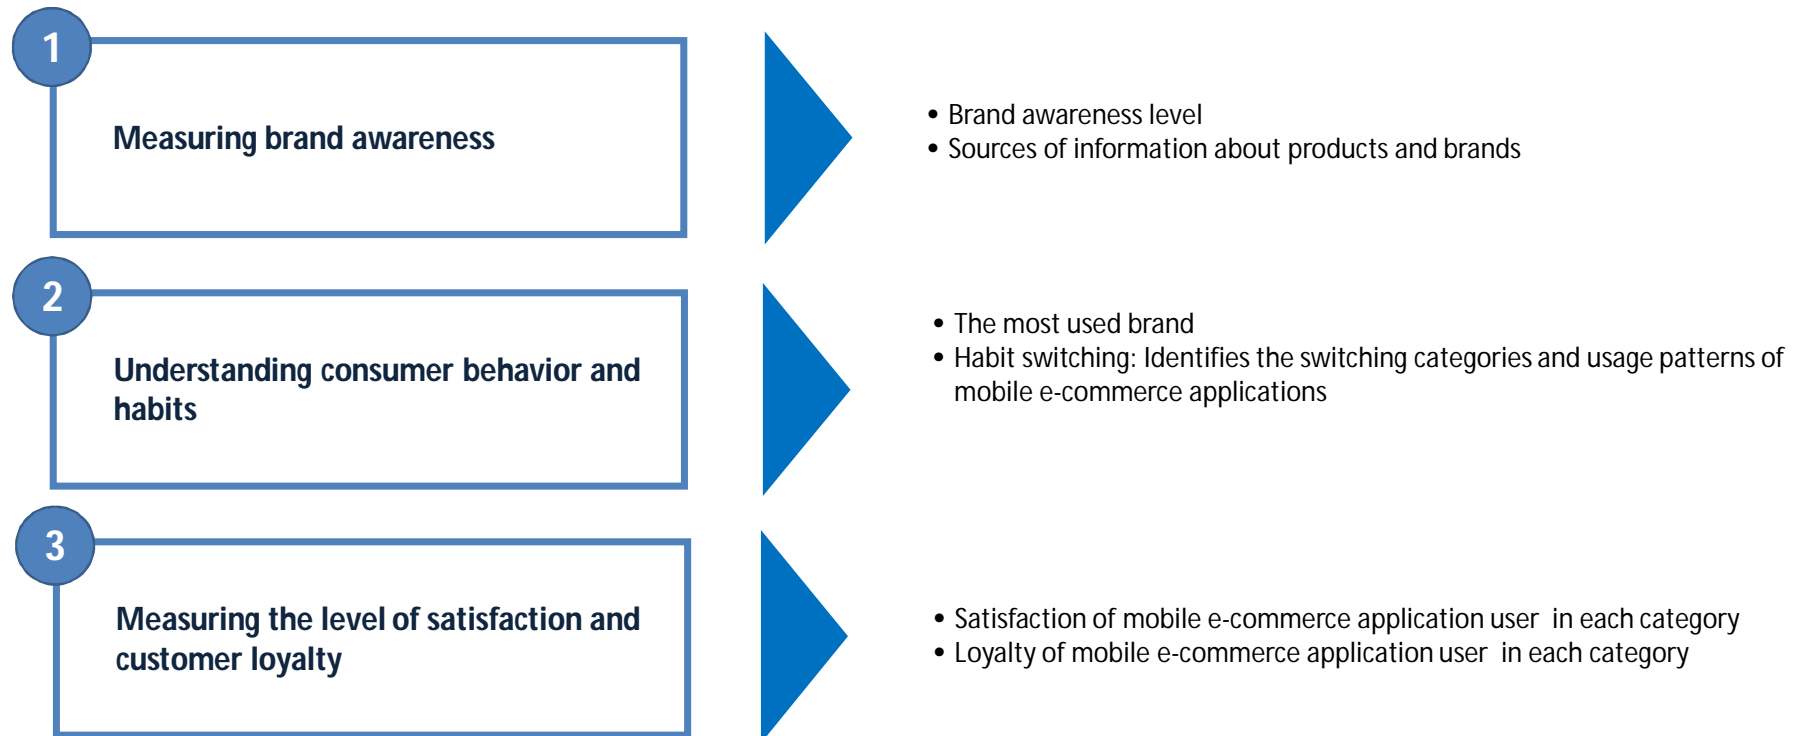 1
Measuring brand awareness
• Brand awareness level
• Sources of information about products and brands
2
Understanding consumer behavior and
habits
• The most used brand
• Habit switching: Identifies the switching categories and usage patterns of
mobile e-commerce applications
3
Measuring the level of satisfaction and
customer loyalty
• Satisfaction of mobile e-commerce application user  in each category
• Loyalty of mobile e-commerce application user  in each category